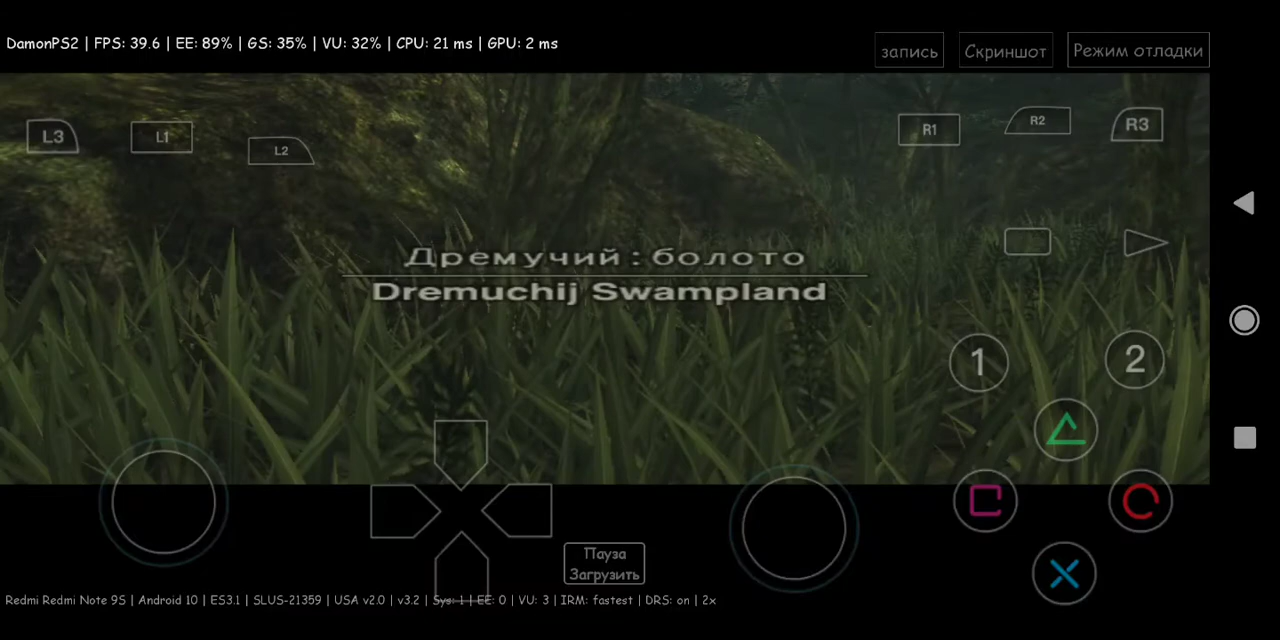 DamonPS2 | FPS: 39.6 | EE: 89% | GS: 35% | VU: 32% | CPU: 21 ms | GPU: 2 ms
запись
Скриншот
Режим отладки
L3
L1
L2
R1
R2
R3
Дремучий : болото
Dremuchij Swampland
1
2
Пауза
Загрузить
Redmi Redmi Note 9S | Android 10 | ES3.1 | SLUS-21359 | USA v2.0 | v3.2 | Sys: 1 | EE: 0 | VU: 3 | IRM: fastest | DRS: on | 2x